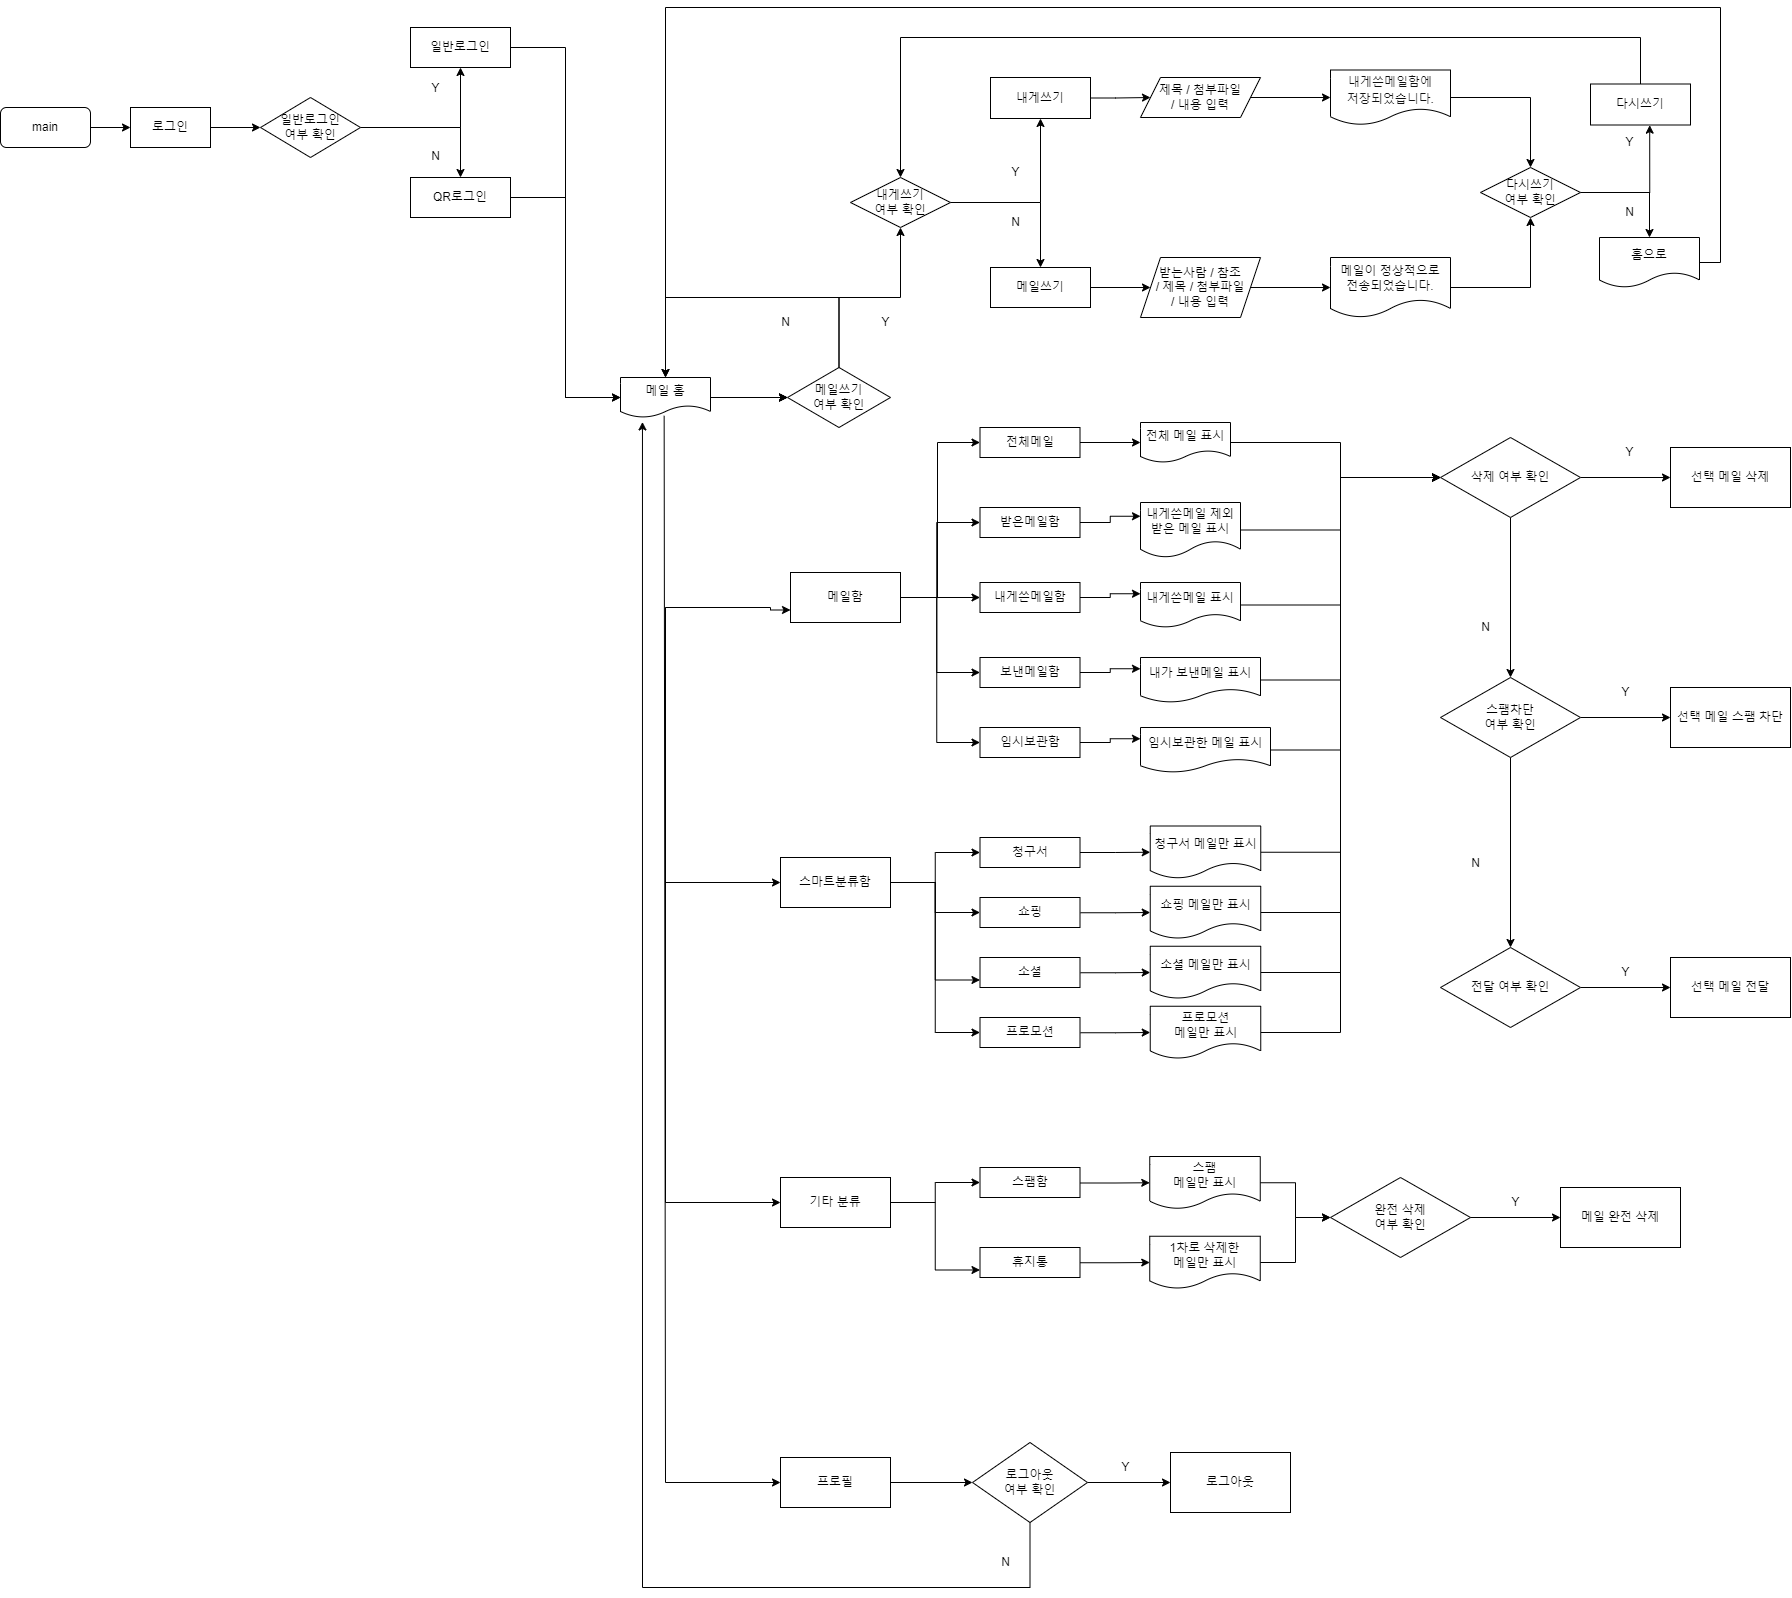 main
로그인
일반로그인
여부 확인
Y
N
일반로그인
QR로그인
메일 홈
메일쓰기
여부 확인
N
Y
내게쓰기
여부 확인
Y
N
내게쓰기
제목 / 첨부파일
/ 내용 입력
내게쓴메일함에
저장되었습니다.
메일쓰기
받는사람 / 참조
/ 제목 / 첨부파일
/ 내용 입력
메일이 정상적으로
전송되었습니다.
다시쓰기
여부 확인
Y
N
다시쓰기
홈으로
메일함
전체메일
전체 메일 표시
받은메일함
내게쓴메일 제외
받은 메일 표시
내게쓴메일함
내게쓴메일 표시
보낸메일함
내가 보낸메일 표시
임시보관함
임시보관한 메일 표시
스마트분류함
청구서
청구서 메일만 표시
쇼핑
쇼핑 메일만 표시
소셜
소셜 메일만 표시
프로모션
프로모션
메일만 표시
삭제 여부 확인
Y
선택 메일 삭제
N
스팸차단
여부 확인
Y
선택 메일 스팸 차단
N
전달 여부 확인
Y
선택 메일 전달
기타 분류
스팸함
스팸
메일만 표시
휴지통
1차로 삭제한
메일만 표시
완전 삭제
여부 확인
Y
메일 완전 삭제
프로필
로그아웃
여부 확인
Y
로그아웃
N